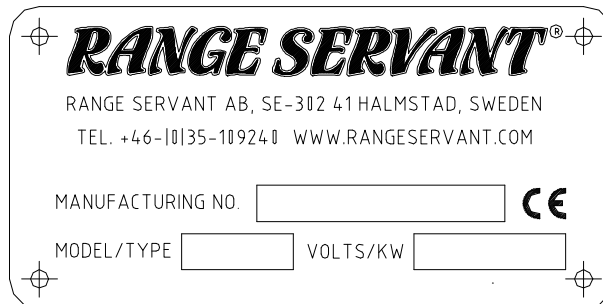 RANGE SERVANT®
RANGE SERVANT AB, SE-302 41 HALMSTAD, SWEDEN
TEL. +46-|0|35-109240 WWW.RANGESERVANT.COM
MANUFACTURING NO. CE
MODEL/TYPE VOLTS/KW